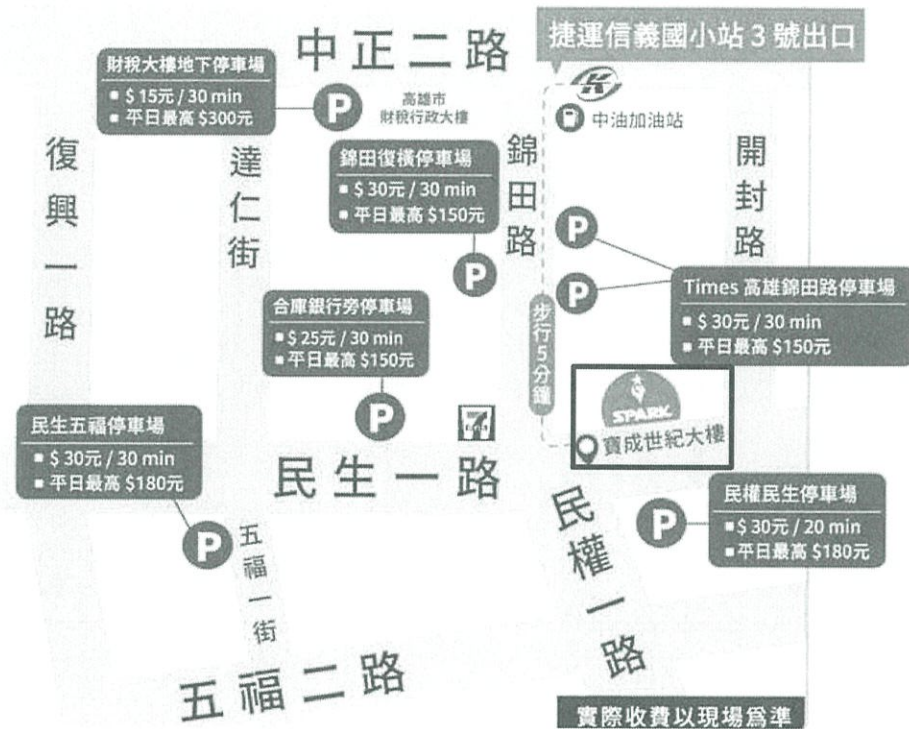 捷運信義國小站 3 號出口
中正二路
財稅大樓地下停車場
■ $ 15元 / 30 min
■ 平日最高 $300元
P
高雄市
財稅行政大樓
K
中油加油站
復興一路
達仁街
錦田復橫停車場
■ $ 30元 / 30 min
■ 平日最高 $150元
P
錦田路
開封路
P
P
Times 高雄錦田路停車場
■ $ 30元 / 30 min
■ 平日最高 $150元
合庫銀行旁停車場
■ $ 25元 / 30 min
■ 平日最高 $150元
P
步行5分鐘
SPARK
寶成世紀大樓
7
民生五福停車場
■ $ 30元 / 30 min
■ 平日最高 $180元
P
民生一路
民權民生停車場
■ $ 30元 / 20 min
■ 平日最高 $180元
P
五福一街
民權一路
五福二路
實際收費以現場為準